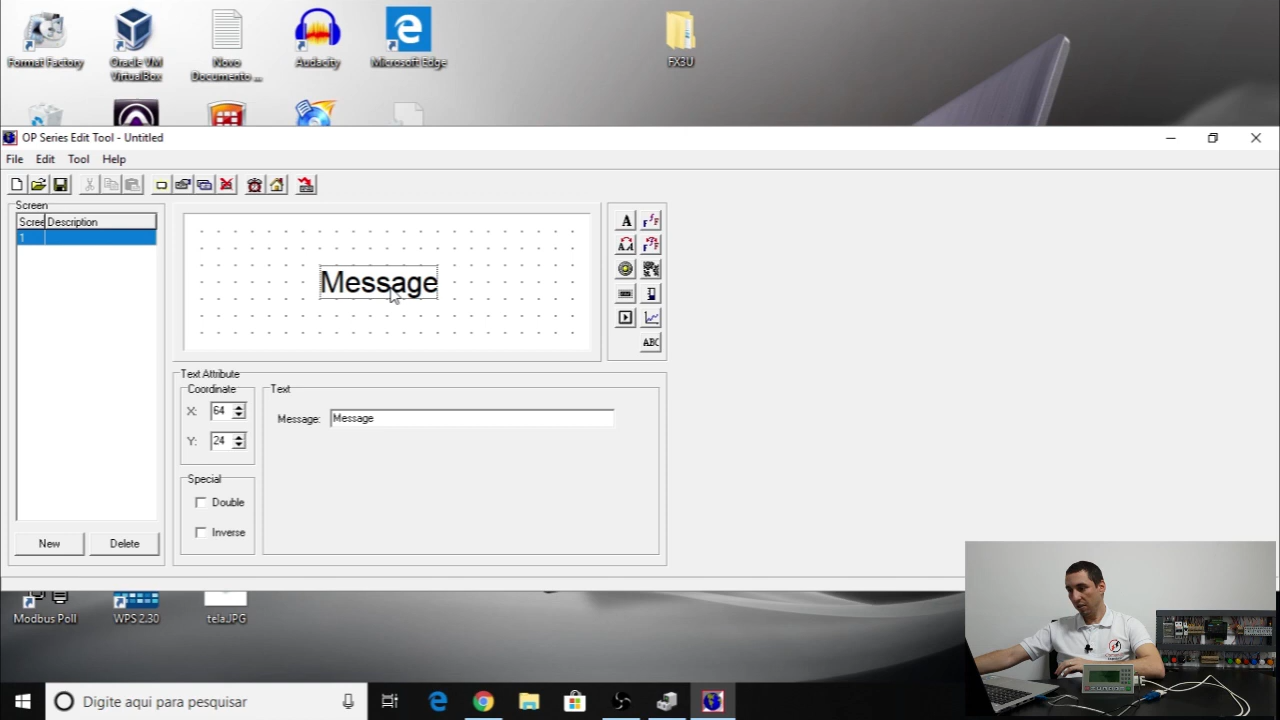 Format Factory
Oracle VM
VirtualBox
Novo
Documento ...
Audacity
Microsoft Edge
FX3U
OP Series Edit Tool - Untitled
File Edit Tool Help
Screen
Scree Description
1
Message
A
F f F
ABC
Text Attribute
Coordinate
X: 64
Y: 24
Text
Message: Message
Special
Double
Inverse
New Delete
Modbus Poll
WPS 2.30
tela.JPG
Digite aqui para pesquisar